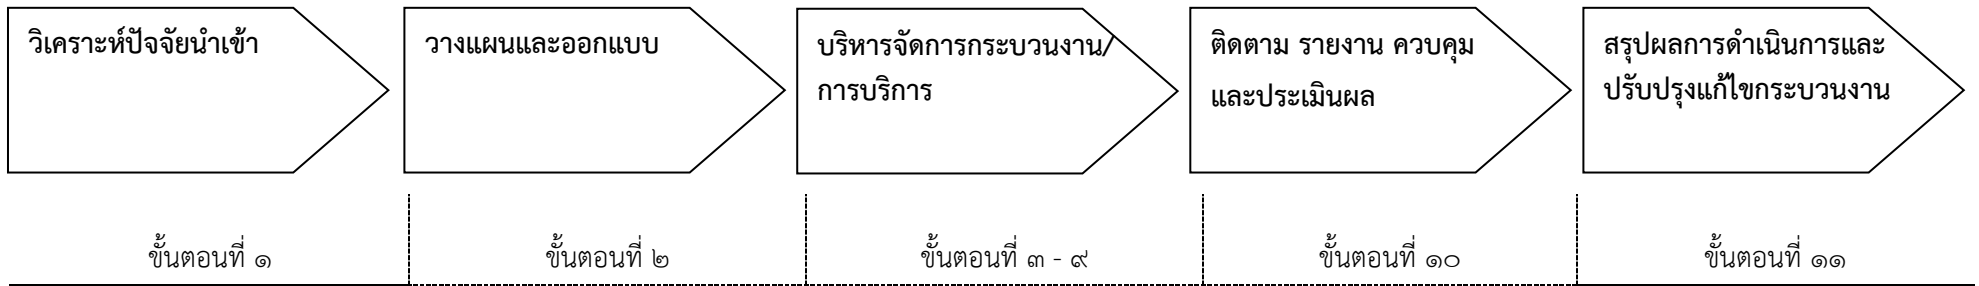 วิเคราะห์ปัจจัยนำเข้า
วางแผนและออกแบบ
บริหารจัดการกระบวนงาน/
การบริการ
ติดตาม รายงาน ควบคุม
และประเมินผล
สรุปผลการดำเนินการและ
ปรับปรุงแก้ไขกระบวนงาน
ขั้นตอนที่ ๑
ขั้นตอนที่ ๒
ขั้นตอนที่ ๓ - ๙
ขั้นตอนที่ ๑๐
ขั้นตอนที่ ๑๑